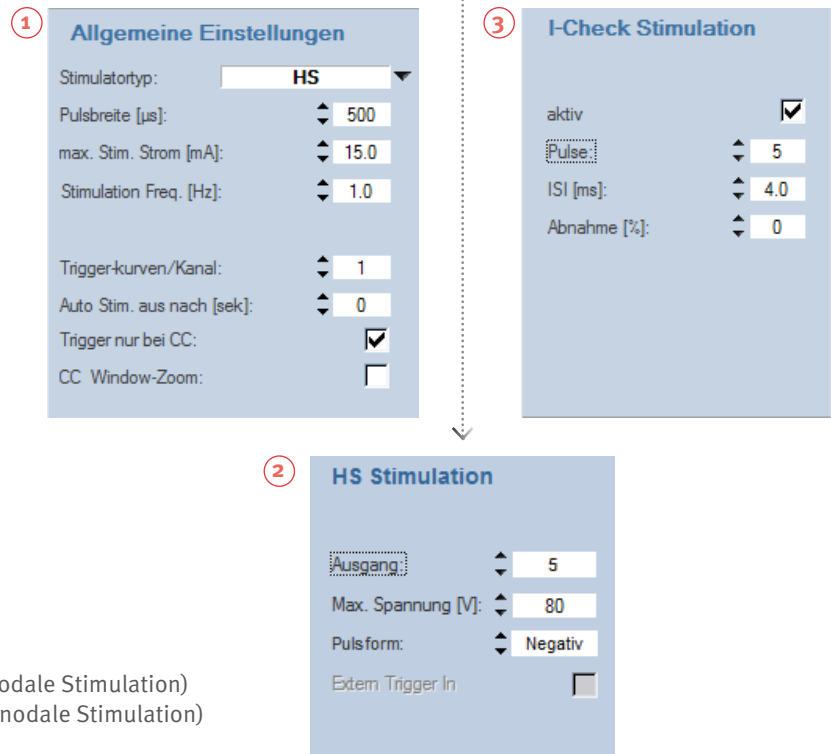 1
Allgemeine Einstellungen
Stimulatortyp: HS
Pulsbreite [µs]: 500
max. Stim. Strom [mA]: 15.0
Stimulation Freq. [Hz]: 1.0
Trigger-kurven/Kanal: 1
Auto Stim. aus nach [sek]: 0
Trigger nur bei CC:
CC Window-Zoom:
3
I-Check Stimulation
aktiv
Pulse: 5
ISI [ms]: 4.0
Abnahme [%]: 0
2
HS Stimulation
Ausgang: 5
Max. Spannung [V]: 80
Pulsform: Negativ
Extern Trigger In
odale Stimulation)
nodale Stimulation)